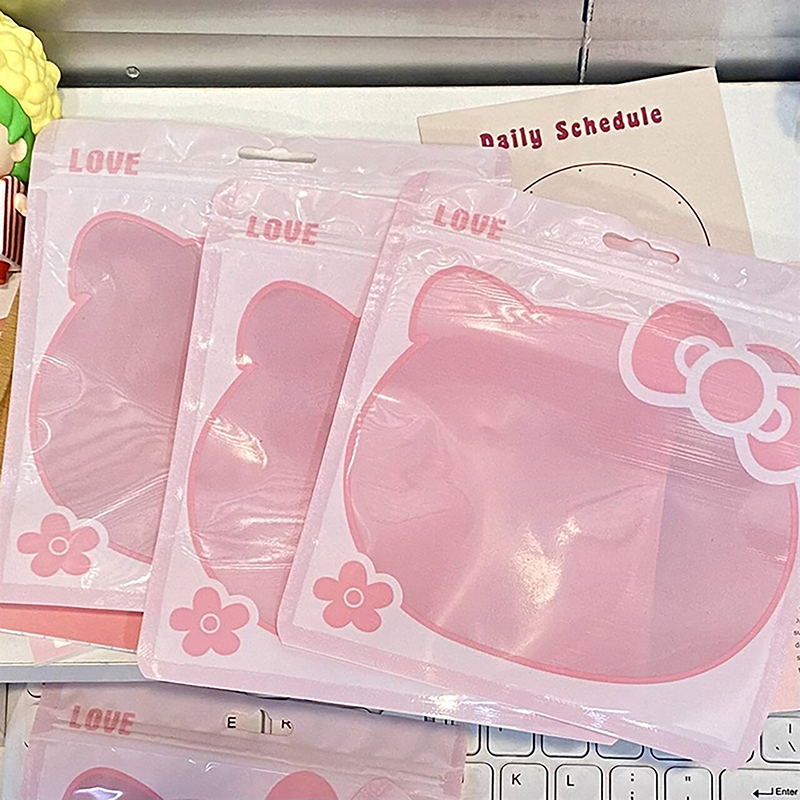 Daily Schedule
LOVE
LOVE
LOVE
LOVE
E R
K L : ; " '
Enter